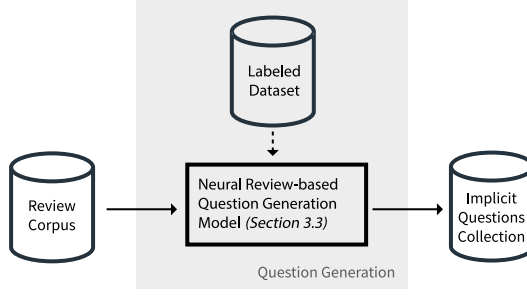 Labeled
Dataset
Review
Corpus
Neural Review-based
Question Generation
Model (Section 3.3)
Implicit
Questions
Collection
Question Generation